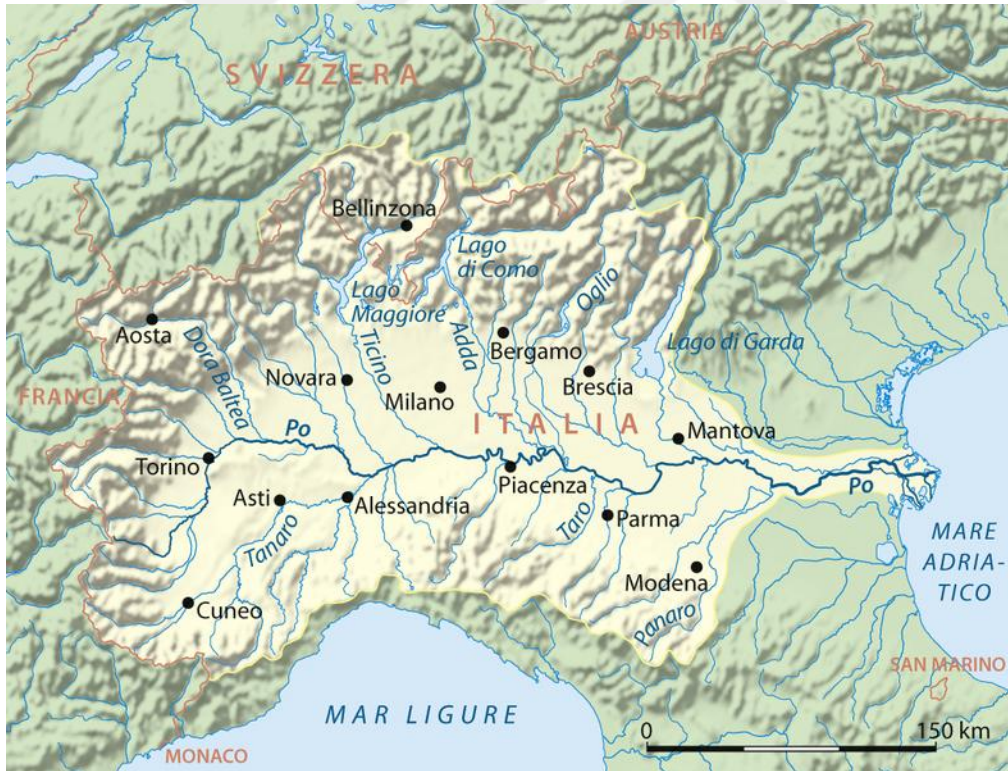 AUSTRIA
SVIZZERA
Bellinzona
Lago
di Como
Lago
Maggiore
Oglio
Aosta
Dora Baltea
Ticino
Adda
Bergamo
Lago di Garda
Novara
Milano
Brescia
FRANCIA
ITALIA
Po
Mantova
Torino
Asti
Alessandria
Piacenza
Po
Tanaro
Taro
Parma
MARE
ADRIA-
TICO
Modena
Cuneo
Panaro
SAN MARINO
MAR LIGURE
0
150 km
MONACO